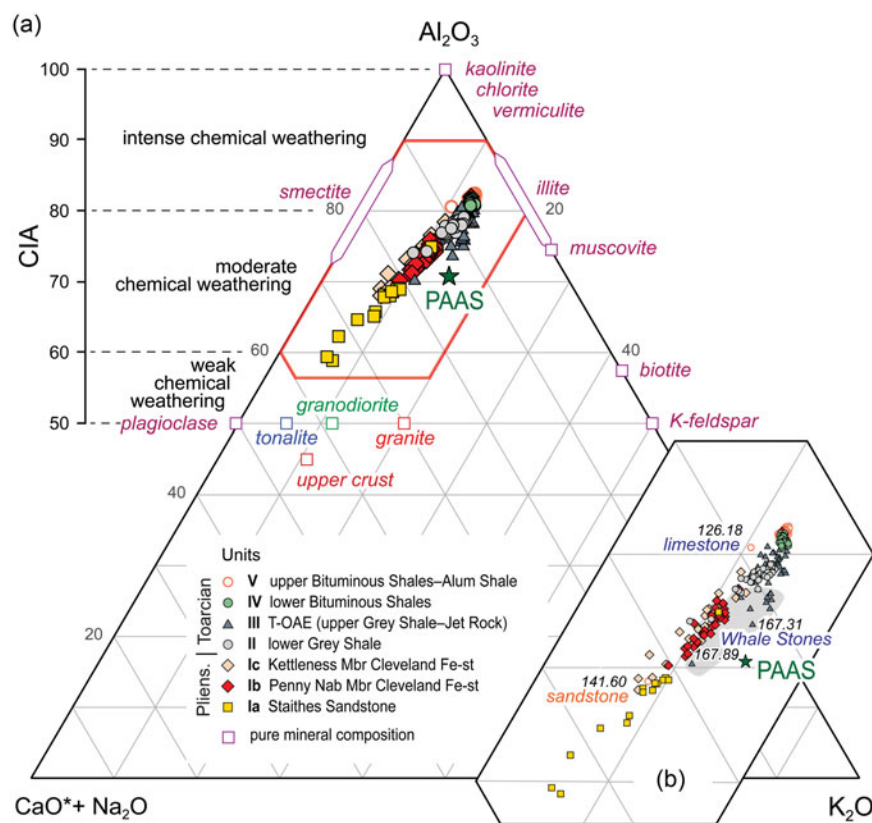 (a)
Al2O3
100
kaolinite
chlorite
vermiculite
90
intense chemical weathering
smectite
illite
80
80
20
muscovite
CIA
moderate
chemical weathering
70
PAAS
60
60
40
weak
chemical
weathering
biotite
granodiorite
50
plagioclase
tonalite
granite
K-feldspar
upper crust
40
126.18
limestone
Units
Toarcian
V upper Bituminous Shales–Alum Shale
IV lower Bituminous Shales
III T-OAE (upper Grey Shale–Jet Rock)
II lower Grey Shale
Pliens.
Ic Kettleness Mbr Cleveland Fe-st
Ib Penny Nab Mbr Cleveland Fe-st
Ia Staithes Sandstone
pure mineral composition
20
167.31
Whale Stones
167.89
PAAS
141.60
sandstone
(b)
CaO*+ Na2O
K2O